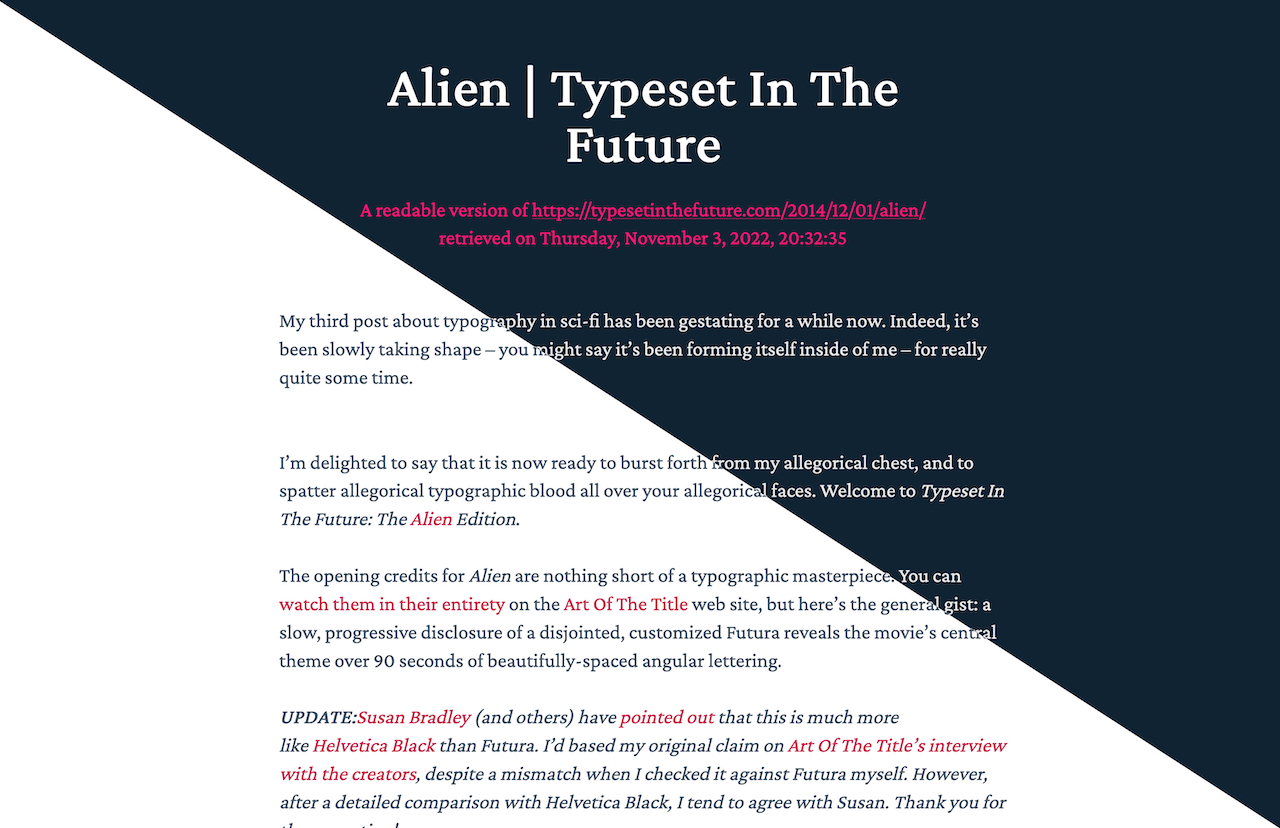 Alien | Typeset In The
Future
A readable version of https://typesetinthefuture.com/2014/12/01/alien/
retrieved on Thursday, November 3, 2022, 20:32:35
My third post about typography in sci-fi has been gestating for a while now. Indeed, it’s
been slowly taking shape – you might say it’s been forming itself inside of me – for really
quite some time.
I’m delighted to say that it is now ready to burst forth from my allegorical chest, and to
spatter allegorical typographic blood all over your allegorical faces. Welcome to Typeset In
The Future: The Alien Edition.
The opening credits for Alien are nothing short of a typographic masterpiece. You can
watch them in their entirety on the Art Of The Title web site, but here’s the general gist: a
slow, progressive disclosure of a disjointed, customized Futura reveals the movie’s central
theme over 90 seconds of beautifully-spaced angular lettering.
UPDATE:Susan Bradley (and others) have pointed out that this is much more
like Helvetica Black than Futura. I’d based my original claim on Art Of The Title’s interview
with the creators, despite a mismatch when I checked it against Futura myself. However,
after a detailed comparison with Helvetica Black, I tend to agree with Susan. Thank you for